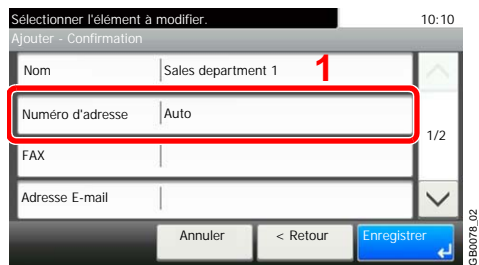 Sélectionner l'élément à modifier. 10:10
Ajouter - Confirmation
Nom Sales department 1 1
Numéro d'adresse Auto
1/2
FAX
Adresse E-mail
Annuler < Retour Enregistrer
GB0078_02